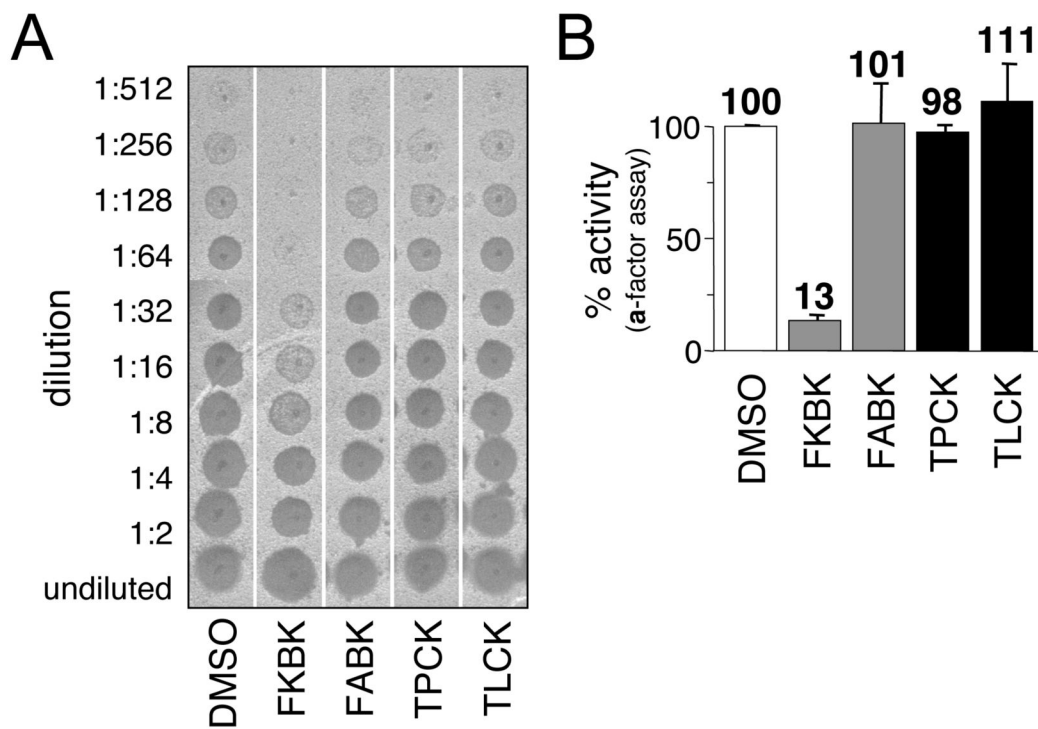 A
1:512
1:256
1:128
1:64
1:32
1:16
1:8
1:4
1:2
undiluted
dilution
DMSO
FKBK
FABK
TPCK
TLCK
B
% activity
(a-factor assay)
100
50
0
100
13
101
98
111
DMSO
FKBK
FABK
TPCK
TLCK